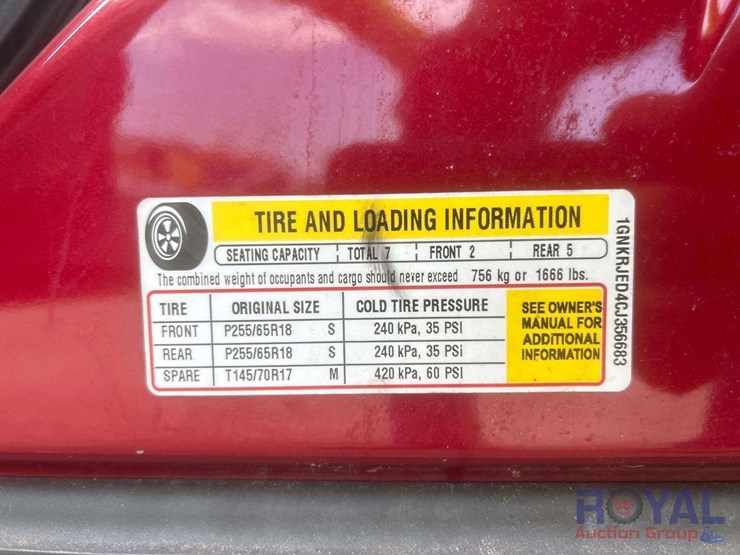 TIRE AND LOADING INFORMATION
SEATING CAPACITY TOTAL 7 FRONT 2 REAR 5
The combined weight of occupants and cargo should never exceed 756 kg or 1666 lbs.
TIRE ORIGINAL SIZE COLD TIRE PRESSURE
FRONT P255/65R18 S 240 kPa, 35 PSI
REAR P255/65R18 S 240 kPa, 35 PSI
SPARE T145/70R17 M 420 kPa, 60 PSI
SEE OWNER'S
MANUAL FOR
ADDITIONAL
INFORMATION
1GNKRJED4CJ356683
ROYAL
Auction Group